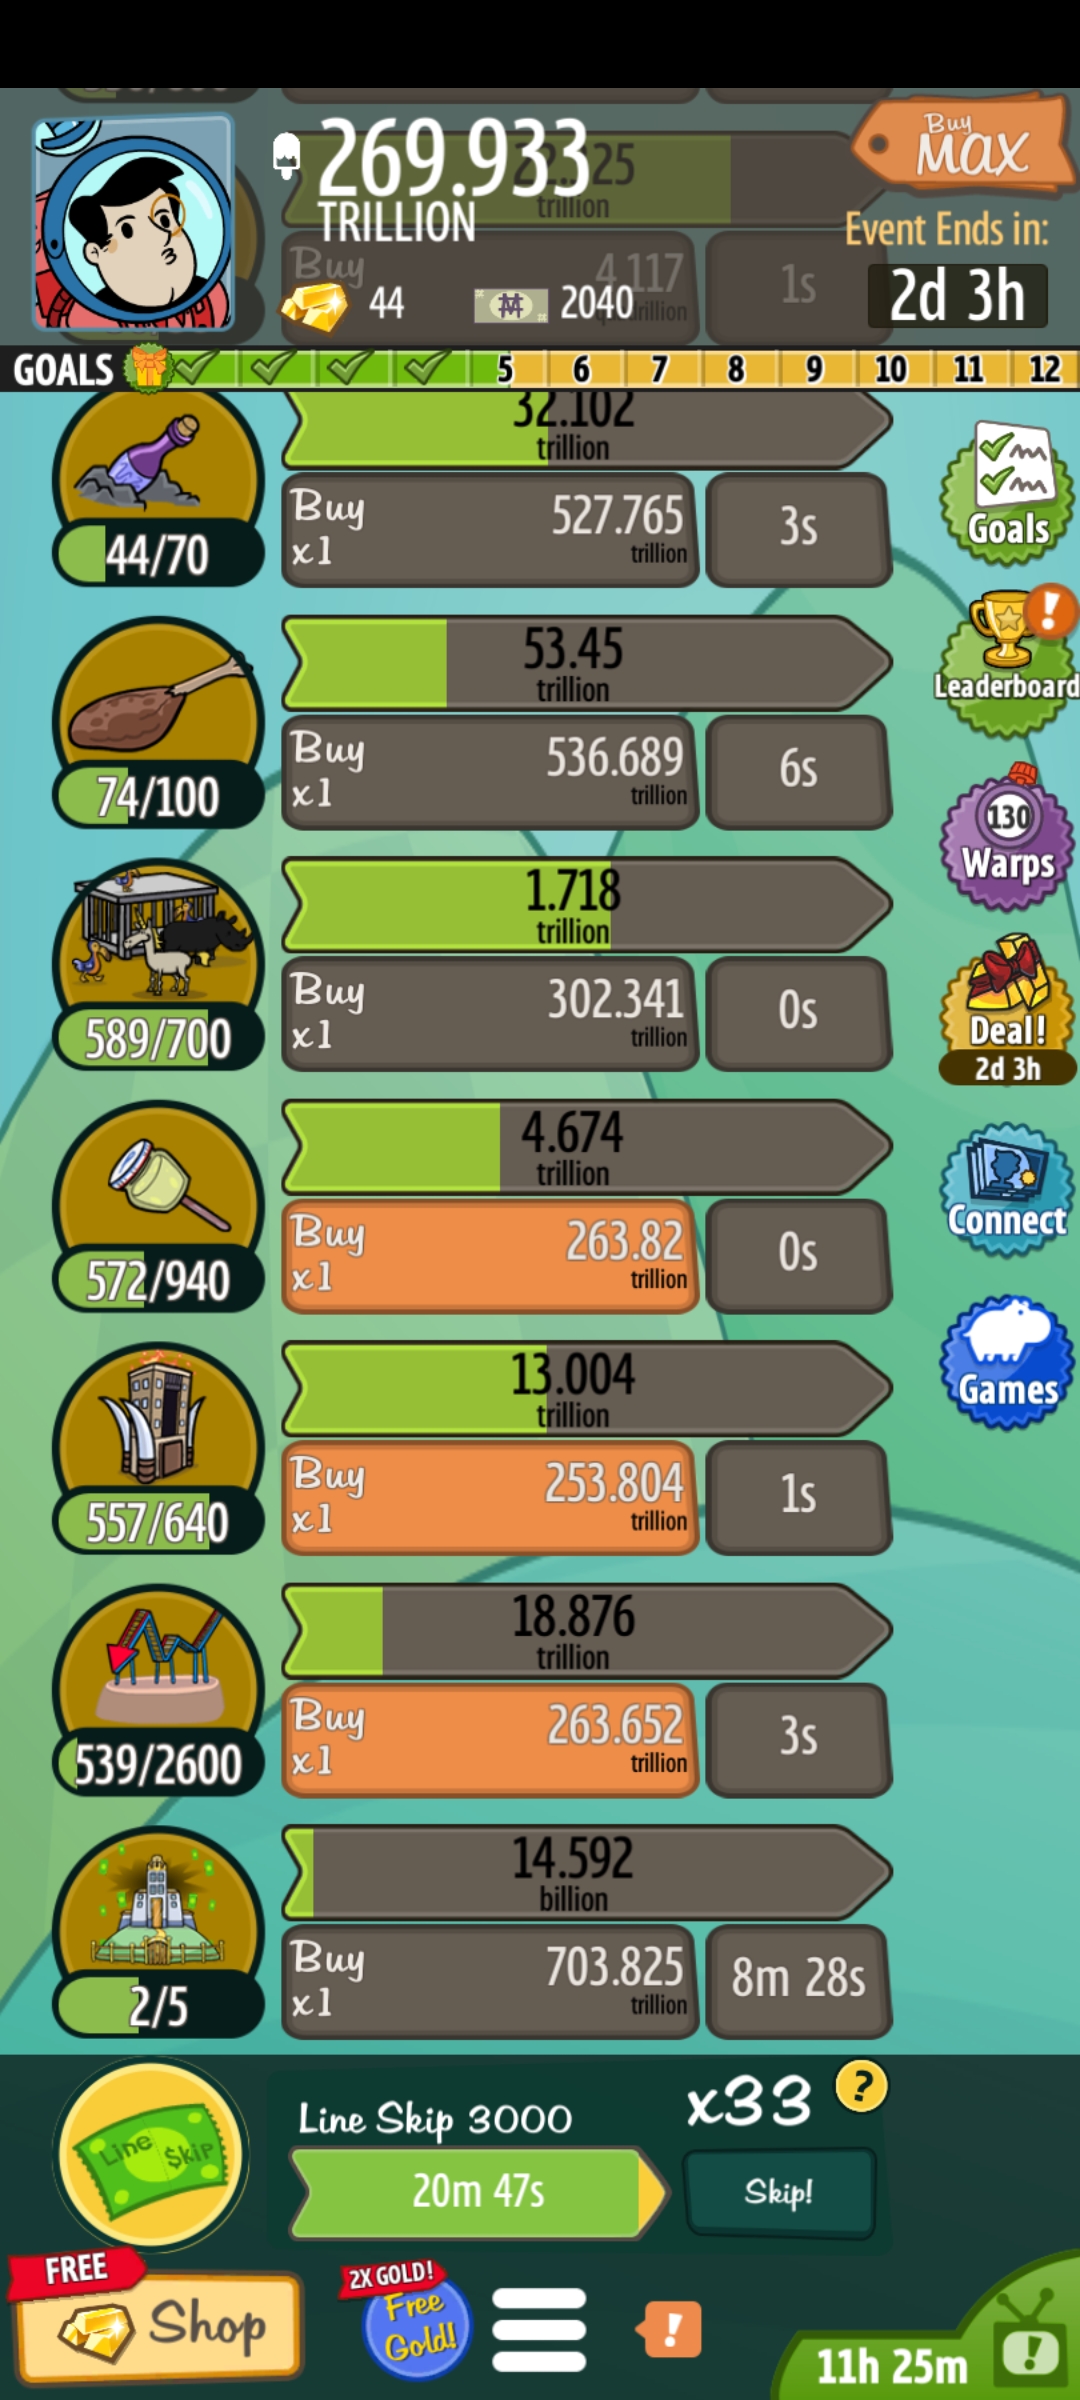 269.933
TRILLION
trillion
44
2040
Buy
MAX
Event Ends in:
2d 3h
Buy
4.117
1s
GOALS 5 6 7 8 9 10 11 12
32.102
trillion
44/70
Buy
x1
527.765
trillion
3s
Goals
53.45
trillion
74/100
Buy
x1
536.689
trillion
6s
Leaderboard
1.718
trillion
589/700
Buy
x1
302.341
trillion
0s
130
Warps
Deal!
2d 3h
4.674
trillion
572/940
Buy
x1
263.82
trillion
0s
Connect
13.004
trillion
557/640
Buy
x1
253.804
trillion
1s
Games
18.876
trillion
539/2600
Buy
x1
263.652
trillion
3s
14.592
billion
2/5
Buy
x1
703.825
trillion
8m 28s
Line $kip
Line Skip 3000
20m 47s
x33
?
Skip!
FREE
Shop
2X GOLD!
Free
Gold!
!
11h 25m